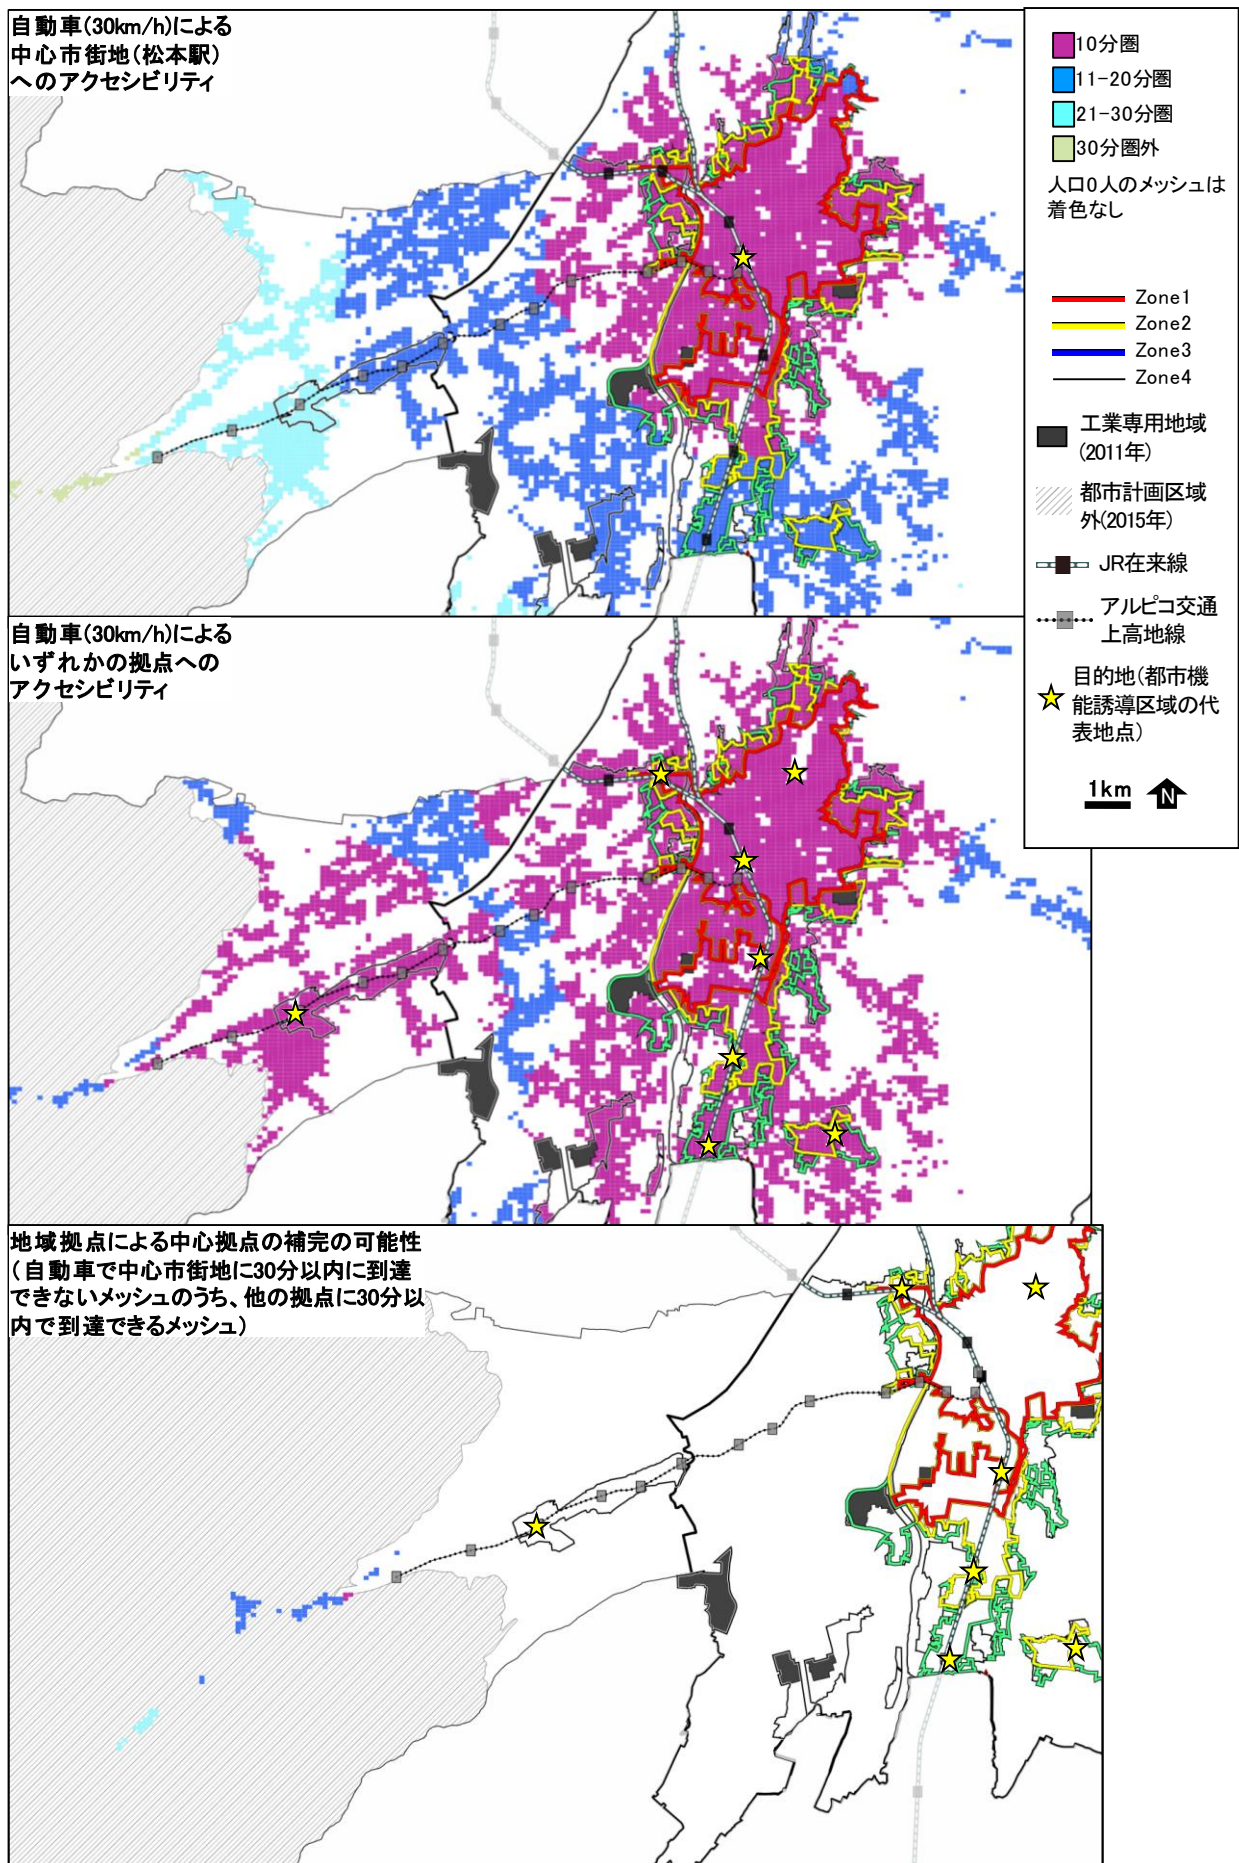 自動車(30km/h)による
中心市街地(松本駅)
へのアクセシビリティ
10分圏
11-20分圏
21-30分圏
30分圏外
人口0人のメッシュは
着色なし
Zone1
Zone2
Zone3
Zone4
工業専用地域
(2011年)
都市計画区域
外(2015年)
JR在来線
アルピコ交通
上高地線
目的地(都市機
能誘導区域の代
表地点)
1km
N
自動車(30km/h)による
いずれかの拠点への
アクセシビリティ
地域拠点による中心拠点の補完の可能性
(自動車で中心市街地に30分以内に到達
できないメッシュのうち、他の拠点に30分以
内で到達できるメッシュ)